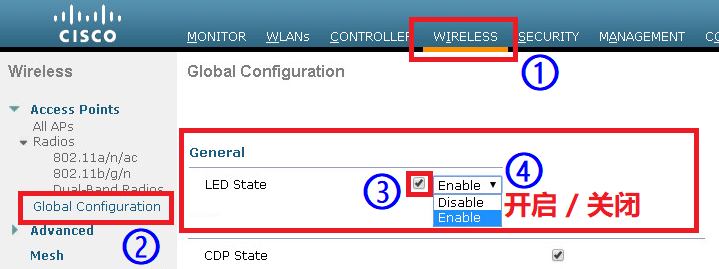 CISCO
MONITOR WLANs CONTROLLER WIRELESS SECURITY MANAGEMENT CO
①
Wireless
Access Points
All APs
Radios
802.11a/n/ac
802.11b/g/n
Dual-Band Radios
Global Configuration
②
Advanced
Mesh
Global Configuration
General
LED State
③
Enable
④
Disable
Enable
开启 / 关闭
CDP State